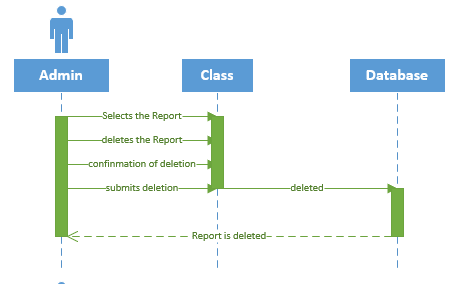 Admin
Class
Database
Selects the Report
deletes the Report
confinmation of deletion
submits deletion
deleted
Report is deleted